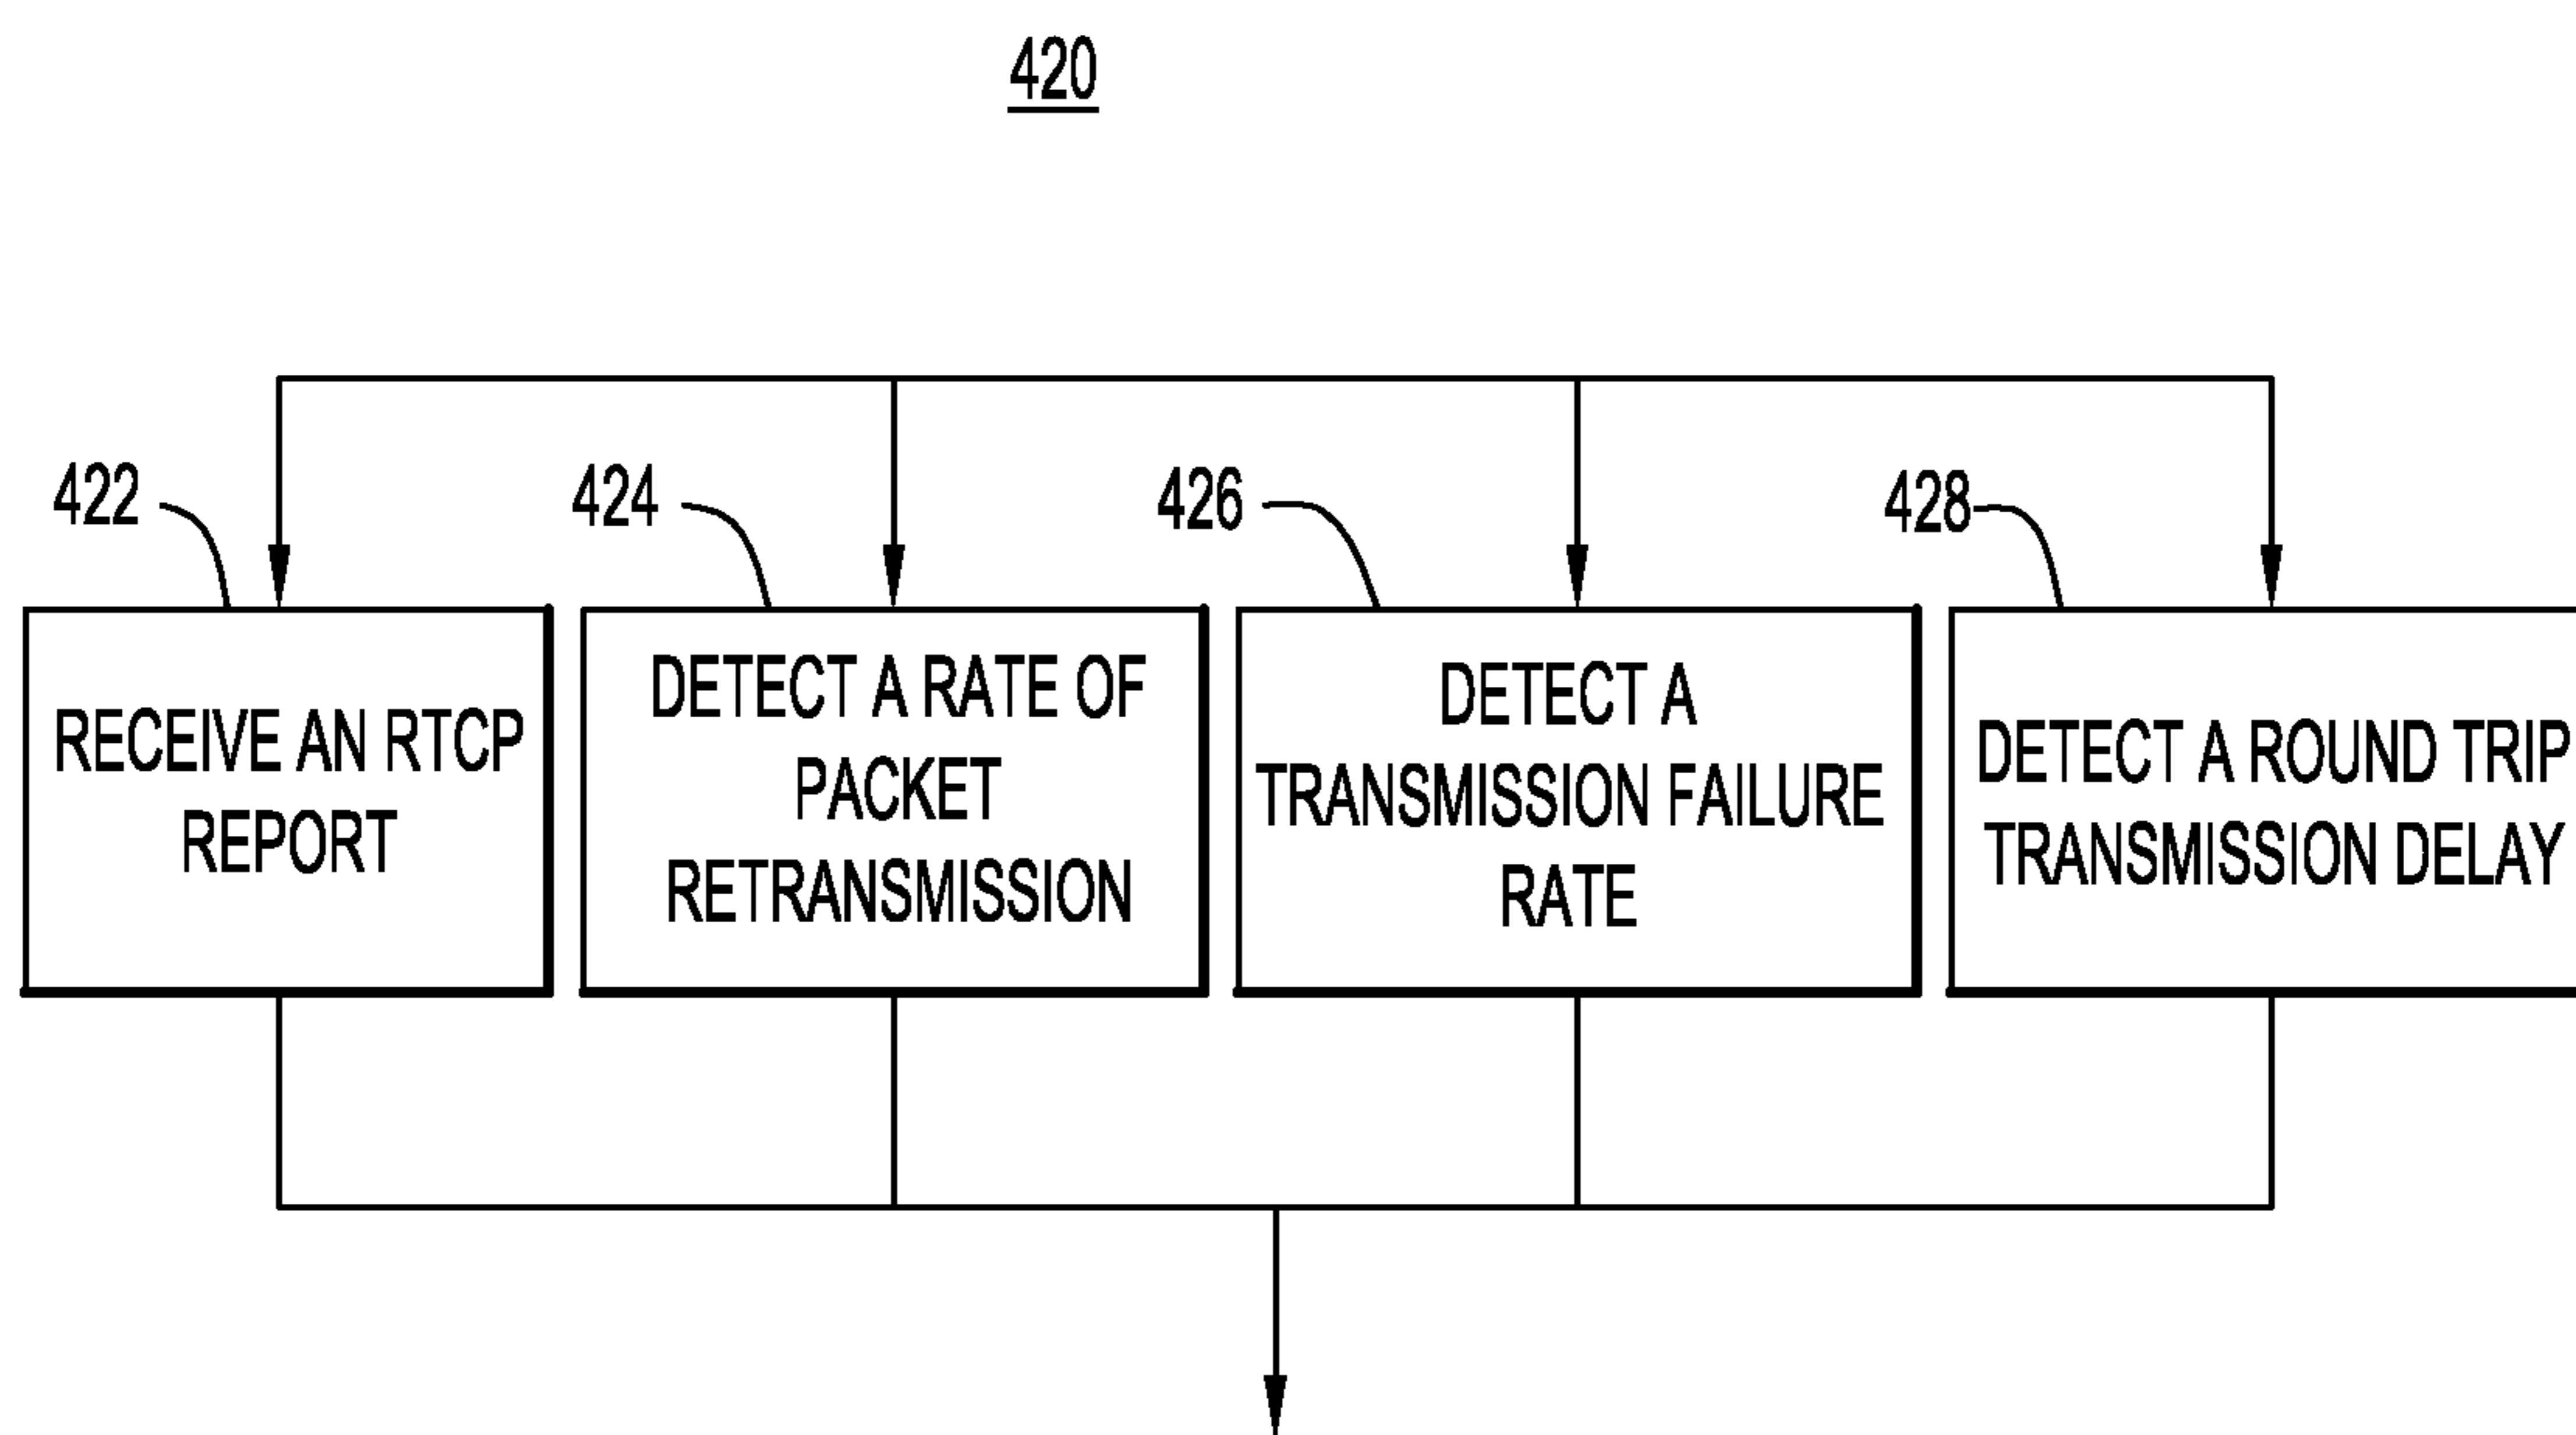 420
422
424
426
428
RECEIVE AN RTCP
REPORT
DETECT A RATE OF
PACKET
RETRANSMISSION
DETECT A
TRANSMISSION FAILURE
RATE
DETECT A ROUND TRIP
TRANSMISSION DELAY